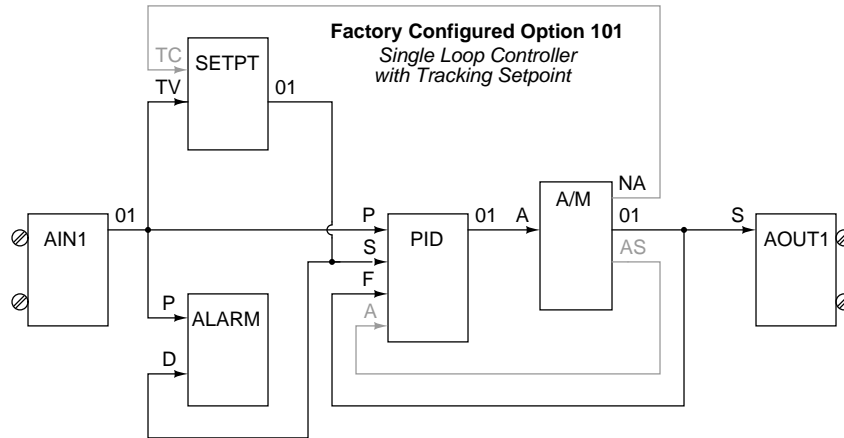 Factory Configured Option 101
Single Loop Controller
with Tracking Setpoint
TC
SETPT
TV
01
AIN1
01
P
S
F
A
PID
01
A
A/M
NA
01
AS
S
AOUT1
P
ALARM
D